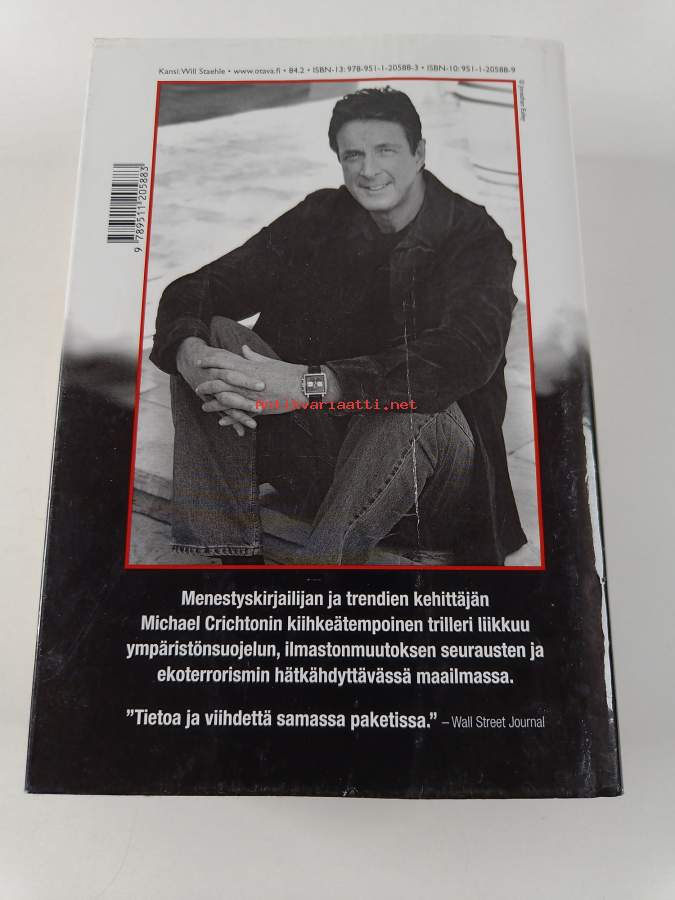 Kansi: Will Staehle • www.otava.fi • 84.2 • ISBN-13: 978-951-1-20588-3 • ISBN-10: 951-1-20588-9
© Jonathan Exley
9 789511 205883
Antikvariaatti.net
Menestyskirjailijan ja trendien kehittäjän
Michael Crichtonin kiihkeätempoinen trilleri liikkuu
ympäristönsuojelun, ilmastonmuutoksen seurausten ja
ekoterrorismin hätkähdyttävässä maailmassa.
”Tietoa ja viihdettä samassa paketissa.” – Wall Street Journal